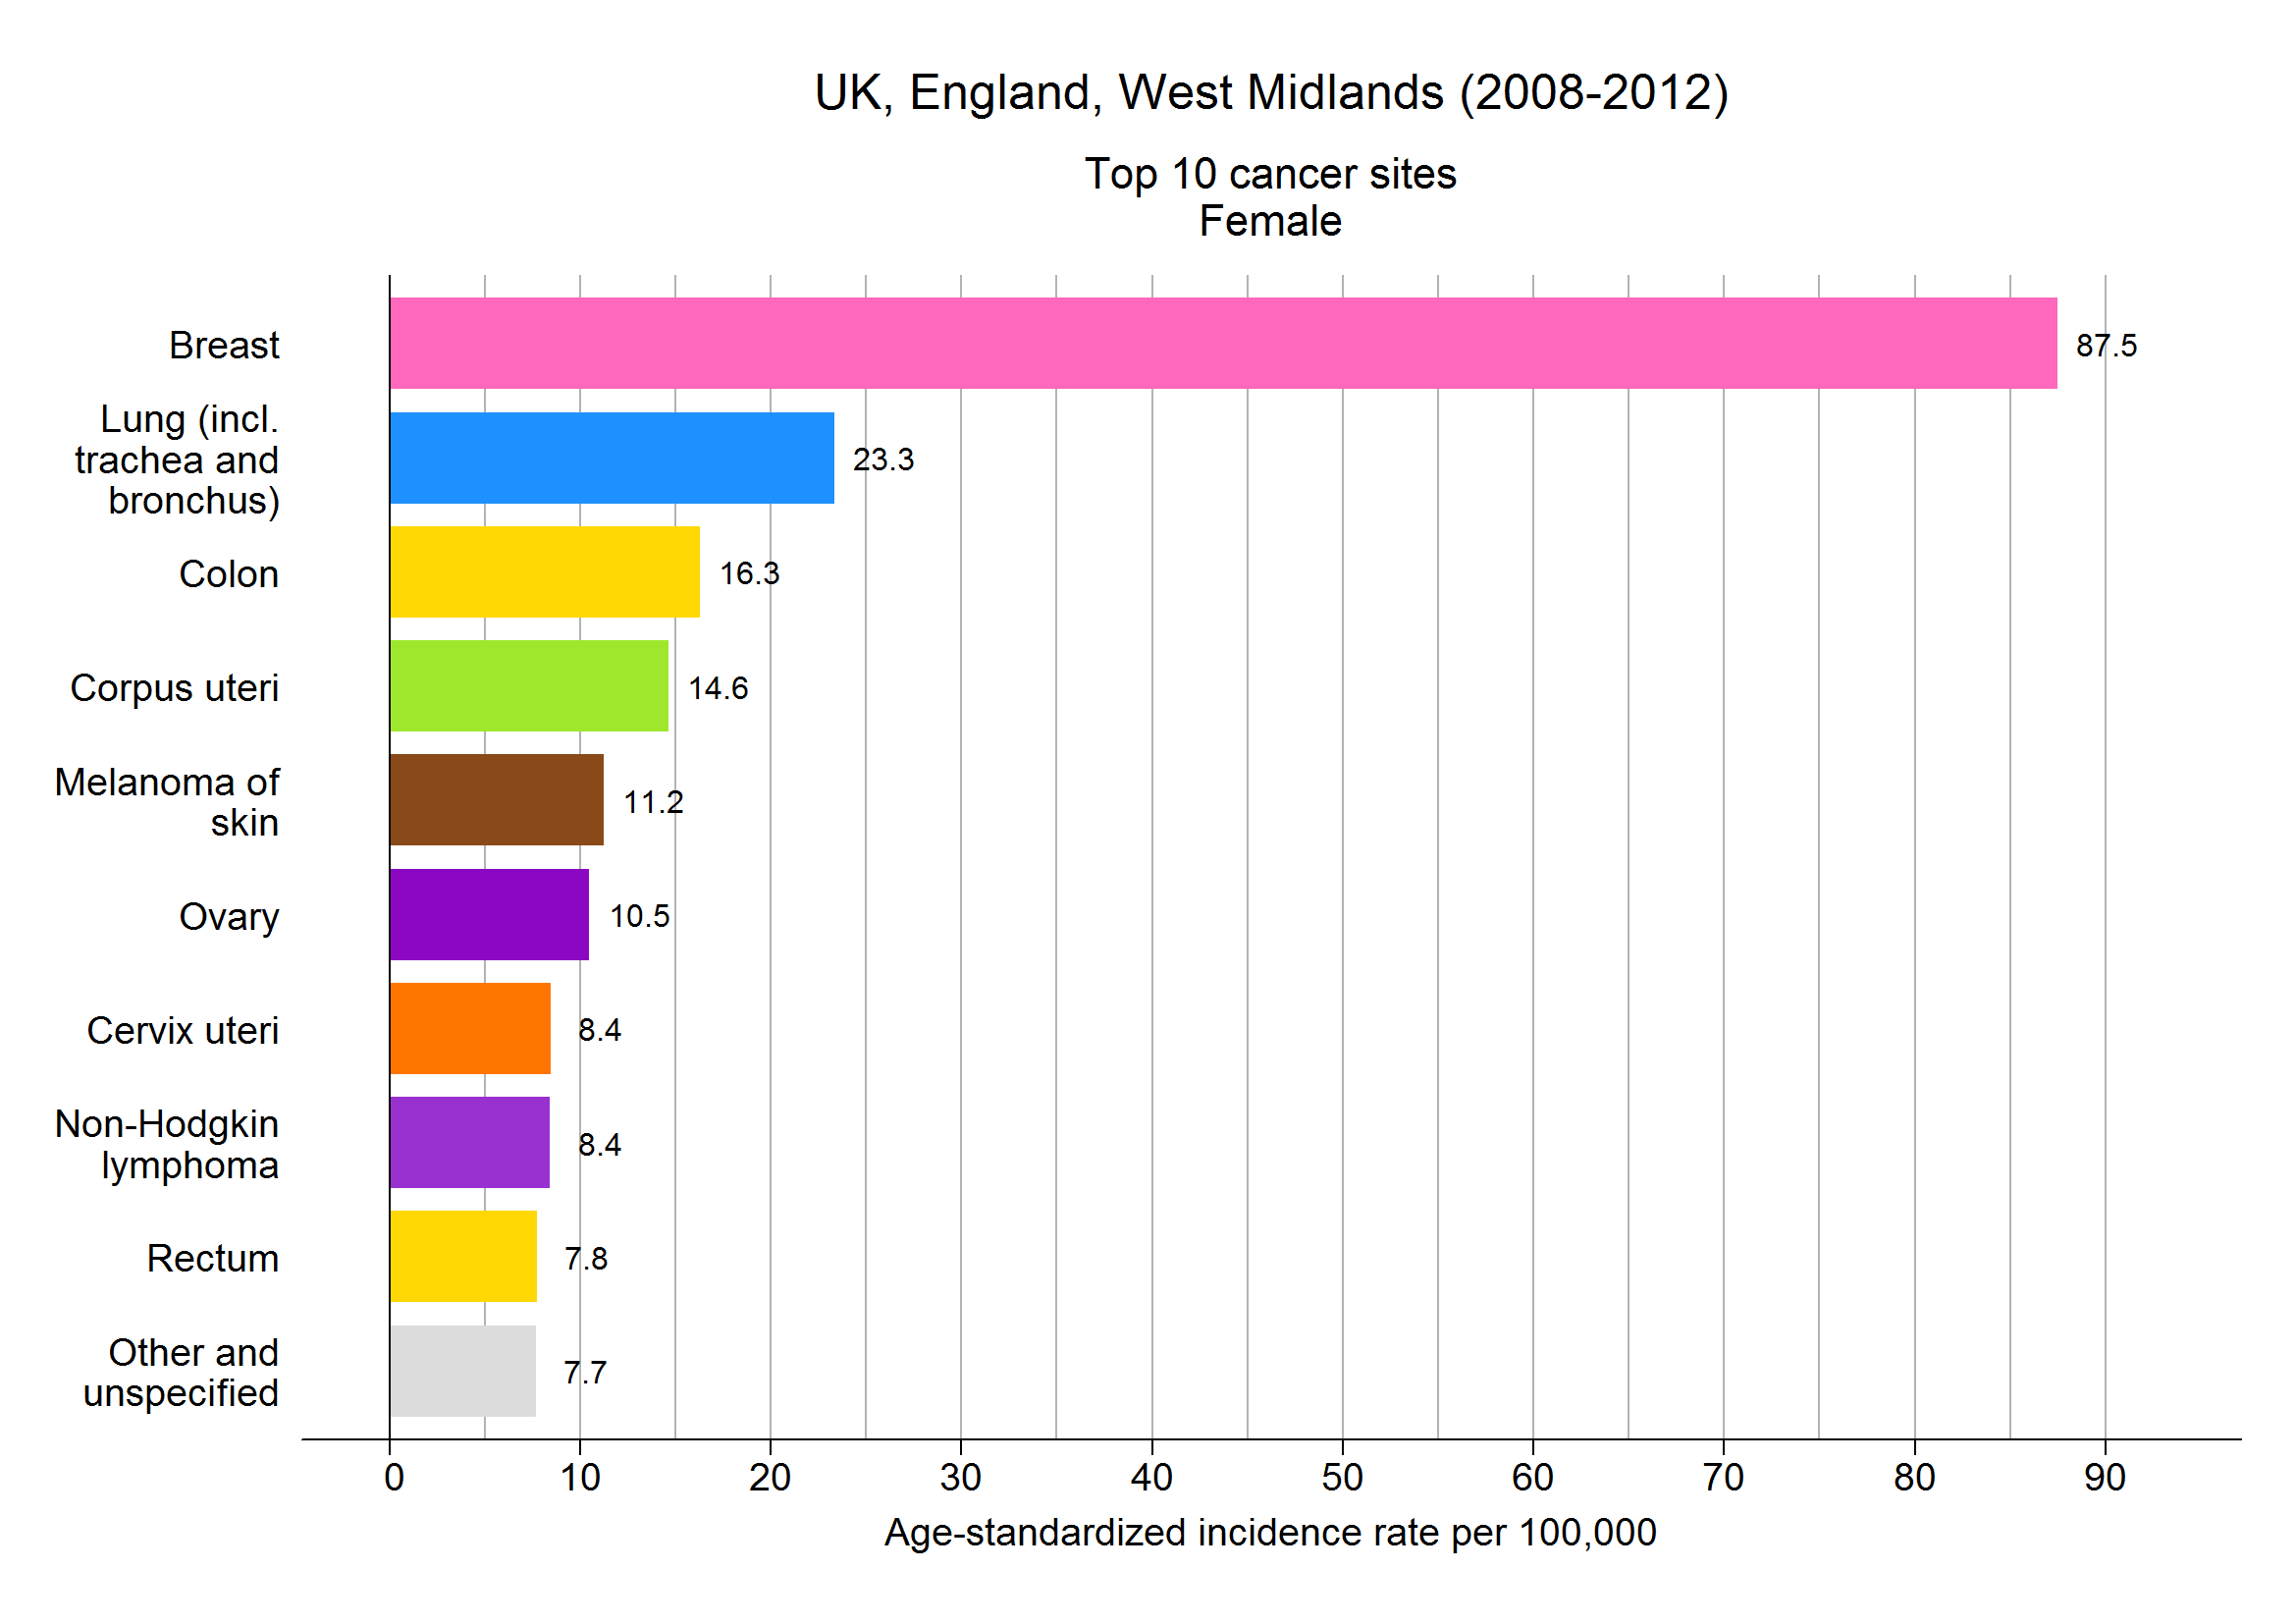 UK, England, West Midlands (2008-2012)
Top 10 cancer sites
Female
Breast
87.5
Lung (incl.
trachea and
bronchus)
23.3
Colon
16.3
Corpus uteri
14.6
Melanoma of
skin
11.2
Ovary
10.5
Cervix uteri
8.4
Non-Hodgkin
lymphoma
8.4
Rectum
7.8
Other and
unspecified
7.7
0 10 20 30 40 50 60 70 80 90
Age-standardized incidence rate per 100,000